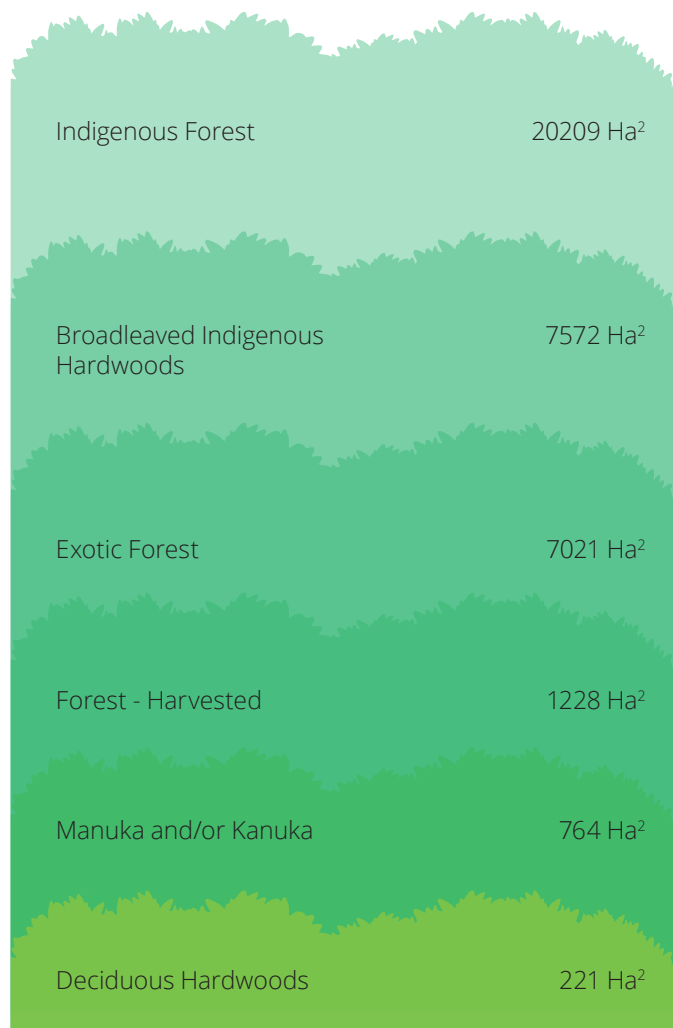 Indigenous Forest 20209 Ha²
Broadleaved Indigenous 7572 Ha²
Hardwoods
Exotic Forest 7021 Ha²
Forest - Harvested 1228 Ha²
Manuka and/or Kanuka 764 Ha²
Deciduous Hardwoods 221 Ha²